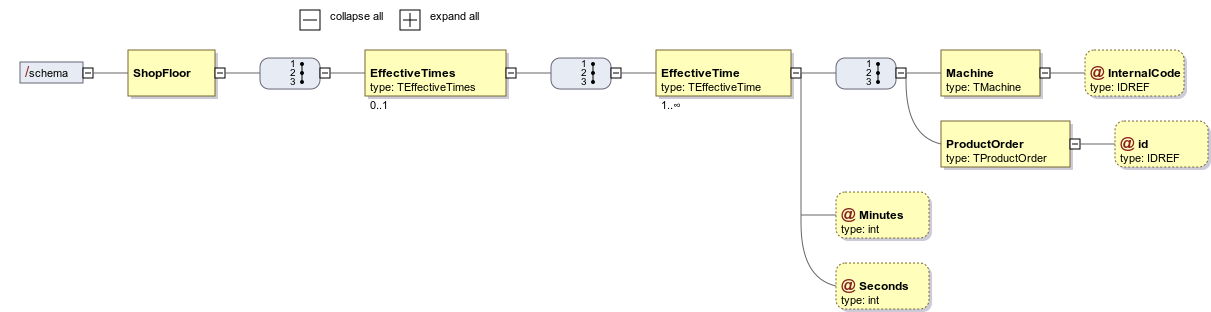 collapse all
expand all
/schema
ShopFloor
1
2
3
EffectiveTimes
type: TEffectiveTimes
0..1
1
2
3
EffectiveTime
type: TEffectiveTime
1..∞
1
2
3
Machine
type: TMachine
@ InternalCode
type: IDREF
ProductOrder
type: TProductOrder
@ id
type: IDREF
@ Minutes
type: int
@ Seconds
type: int